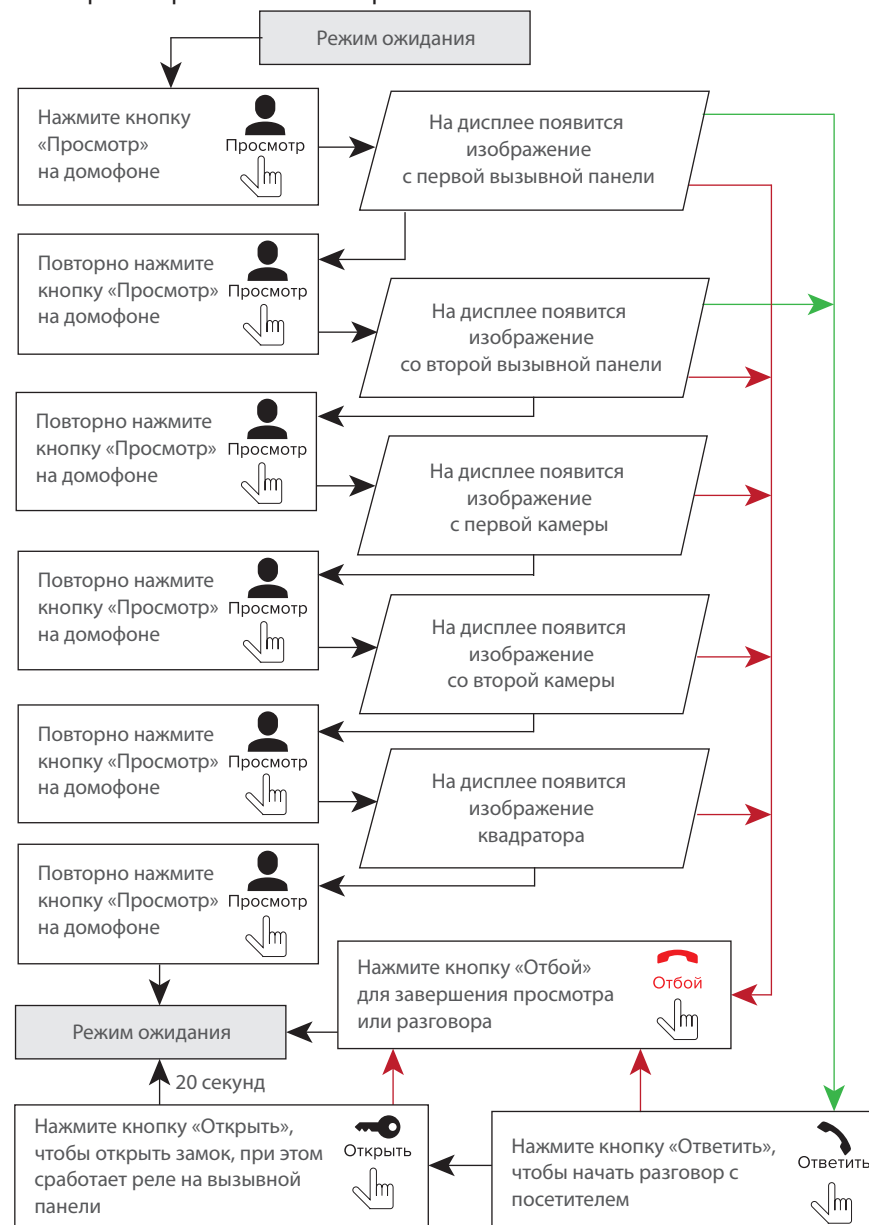 Режим ожидания
Нажмите кнопку
«Просмотр»
на домофоне
Просмотр
На дисплее появится
изображение
с первой вызывной панели
Повторно нажмите
кнопку «Просмотр»
на домофоне
Просмотр
На дисплее появится
изображение
со второй вызывной панели
Повторно нажмите
кнопку «Просмотр»
на домофоне
Просмотр
На дисплее появится
изображение
с первой камеры
Повторно нажмите
кнопку «Просмотр»
на домофоне
Просмотр
На дисплее появится
изображение
со второй камеры
Повторно нажмите
кнопку «Просмотр»
на домофоне
Просмотр
На дисплее появится
изображение
квадратора
Повторно нажмите
кнопку «Просмотр»
на домофоне
Просмотр
Нажмите кнопку «Отбой»
для завершения просмотра
или разговора
Отбой
Режим ожидания
20 секунд
Нажмите кнопку «Открыть»,
чтобы открыть замок, при этом
сработает реле на вызывной
панели
Открыть
Нажмите кнопку «Ответить»,
чтобы начать разговор с
посетителем
Ответить